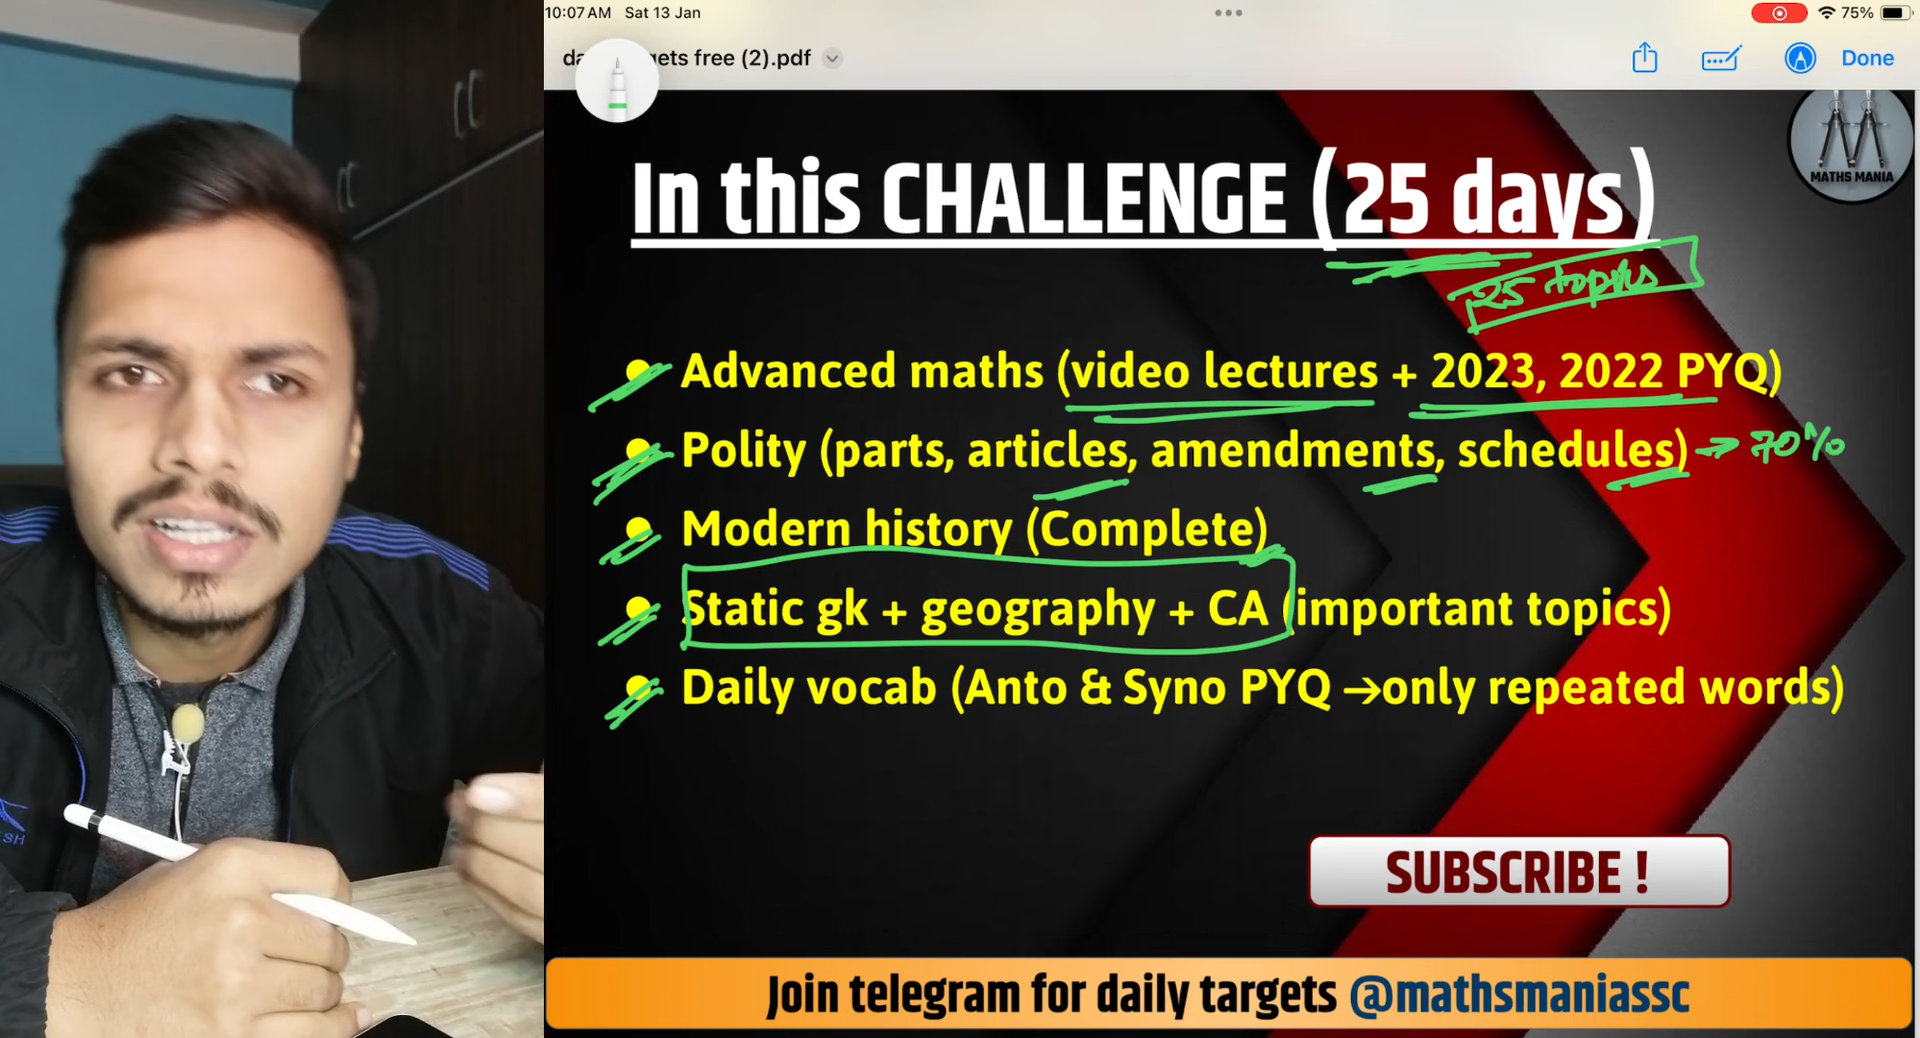 10:07 AM Sat 13 Jan
75%
ets free (2).pdf
Done
MATHS MANIA
In this CHALLENGE (25 days)
25 topics
Advanced maths (video lectures + 2023, 2022 PYQ)
Polity (parts, articles, amendments, schedules) → 70%
Modern history (Complete)
Static gk + geography + CA (important topics)
Daily vocab (Anto & Syno PYQ →only repeated words)
SUBSCRIBE !
Join telegram for daily targets @mathsmaniassc
SH